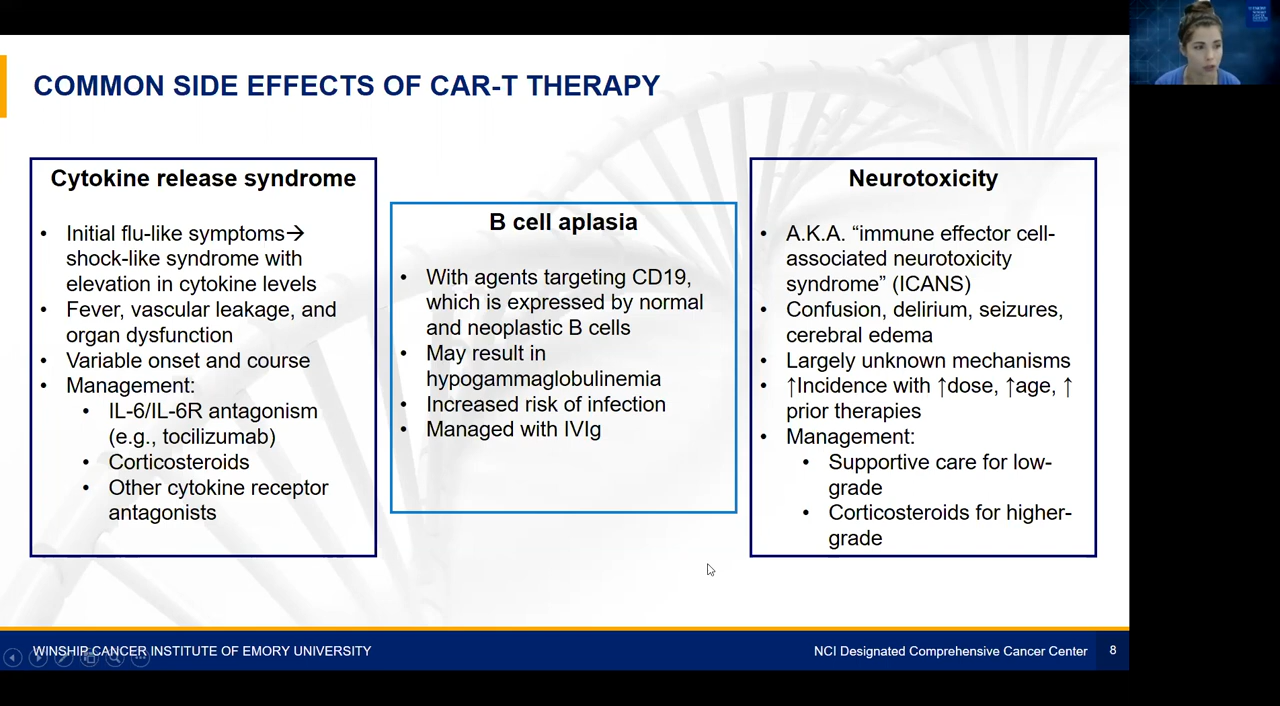 COMMON SIDE EFFECTS OF CAR-T THERAPY
Cytokine release syndrome
• Initial flu-like symptoms→
shock-like syndrome with
elevation in cytokine levels
• Fever, vascular leakage, and
organ dysfunction
• Variable onset and course
• Management:
• IL-6/IL-6R antagonism
(e.g., tocilizumab)
• Corticosteroids
• Other cytokine receptor
antagonists
B cell aplasia
• With agents targeting CD19,
which is expressed by normal
and neoplastic B cells
• May result in
hypogammaglobulinemia
• Increased risk of infection
• Managed with IVIg
Neurotoxicity
• A.K.A. “immune effector cell-
associated neurotoxicity
syndrome” (ICANS)
• Confusion, delirium, seizures,
cerebral edema
• Largely unknown mechanisms
• ↑Incidence with ↑dose, ↑age, ↑
prior therapies
• Management:
• Supportive care for low-
grade
• Corticosteroids for higher-
grade
WINSHIP CANCER INSTITUTE OF EMORY UNIVERSITY
NCI Designated Comprehensive Cancer Center
8